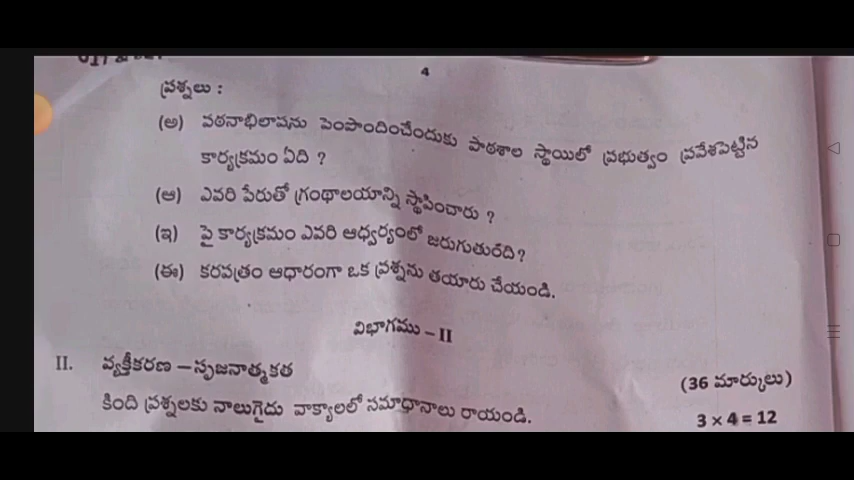 4
ప్రశ్నలు :
(అ) పఠనాభిలాషను పెంపొందించేందుకు పాఠశాల స్థాయిలో ప్రభుత్వం ప్రవేశపెట్టిన
కార్యక్రమం ఏది ?
(ఆ) ఎవరి పేరుతో గ్రంథాలయాన్ని స్థాపించారు ?
(ఇ) పై కార్యక్రమం ఎవరి ఆధ్వర్యంలో జరుగుతుంది?
(ఈ) కరపత్రం ఆధారంగా ఒక ప్రశ్నను తయారు చేయండి.
విభాగము – II
II. వ్యక్తీకరణ – సృజనాత్మకత (36 మార్కులు)
కింది ప్రశ్నలకు నాలుగైదు వాక్యాలలో సమాధానాలు రాయండి. 3 × 4 = 12